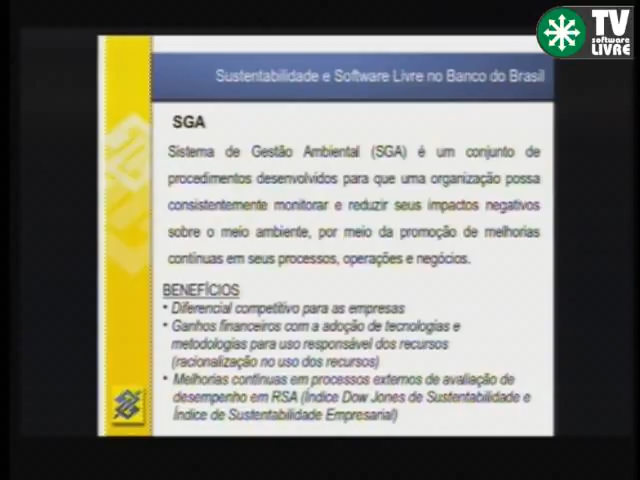 TV
software
LIVRE
Sustentabilidade e Software Livre no Banco do Brasil
SGA
Sistema de Gestão Ambiental (SGA) é um conjunto de
procedimentos desenvolvidos para que uma organização possa
consistentemente monitorar e reduzir seus impactos negativos
sobre o meio ambiente, por meio da promoção de melhorias
contínuas em seus processos, operações e negócios.
BENEFÍCIOS
• Diferencial competitivo para as empresas
• Ganhos financeiros com a adoção de tecnologias e
metodologias para uso responsável dos recursos
(racionalização no uso dos recursos)
• Melhorias contínuas em processos externos de avaliação de
desempenho em RSA (Índice Dow Jones de Sustentabilidade e
Índice de Sustentabilidade Empresarial)